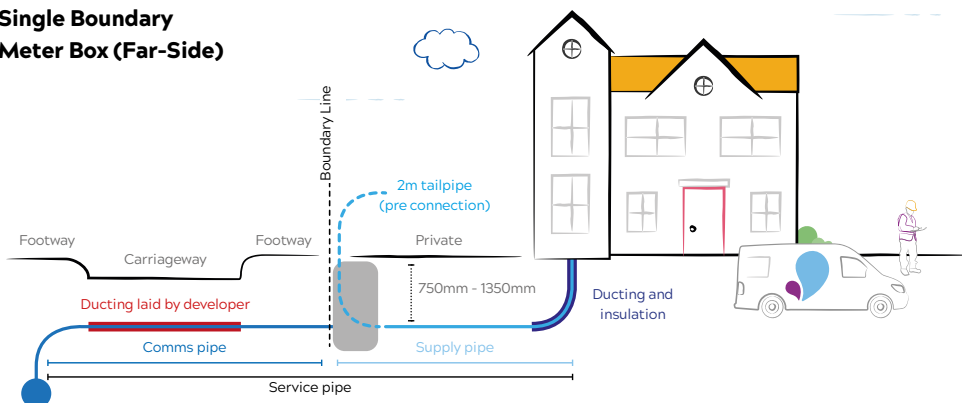 Single Boundary
Meter Box (Far-Side)
Boundary Line
2m tailpipe
(pre connection)
Footway
Carriageway
Footway
Private
750mm - 1350mm
Ducting laid by developer
Ducting and
insulation
Comms pipe
Supply pipe
Service pipe